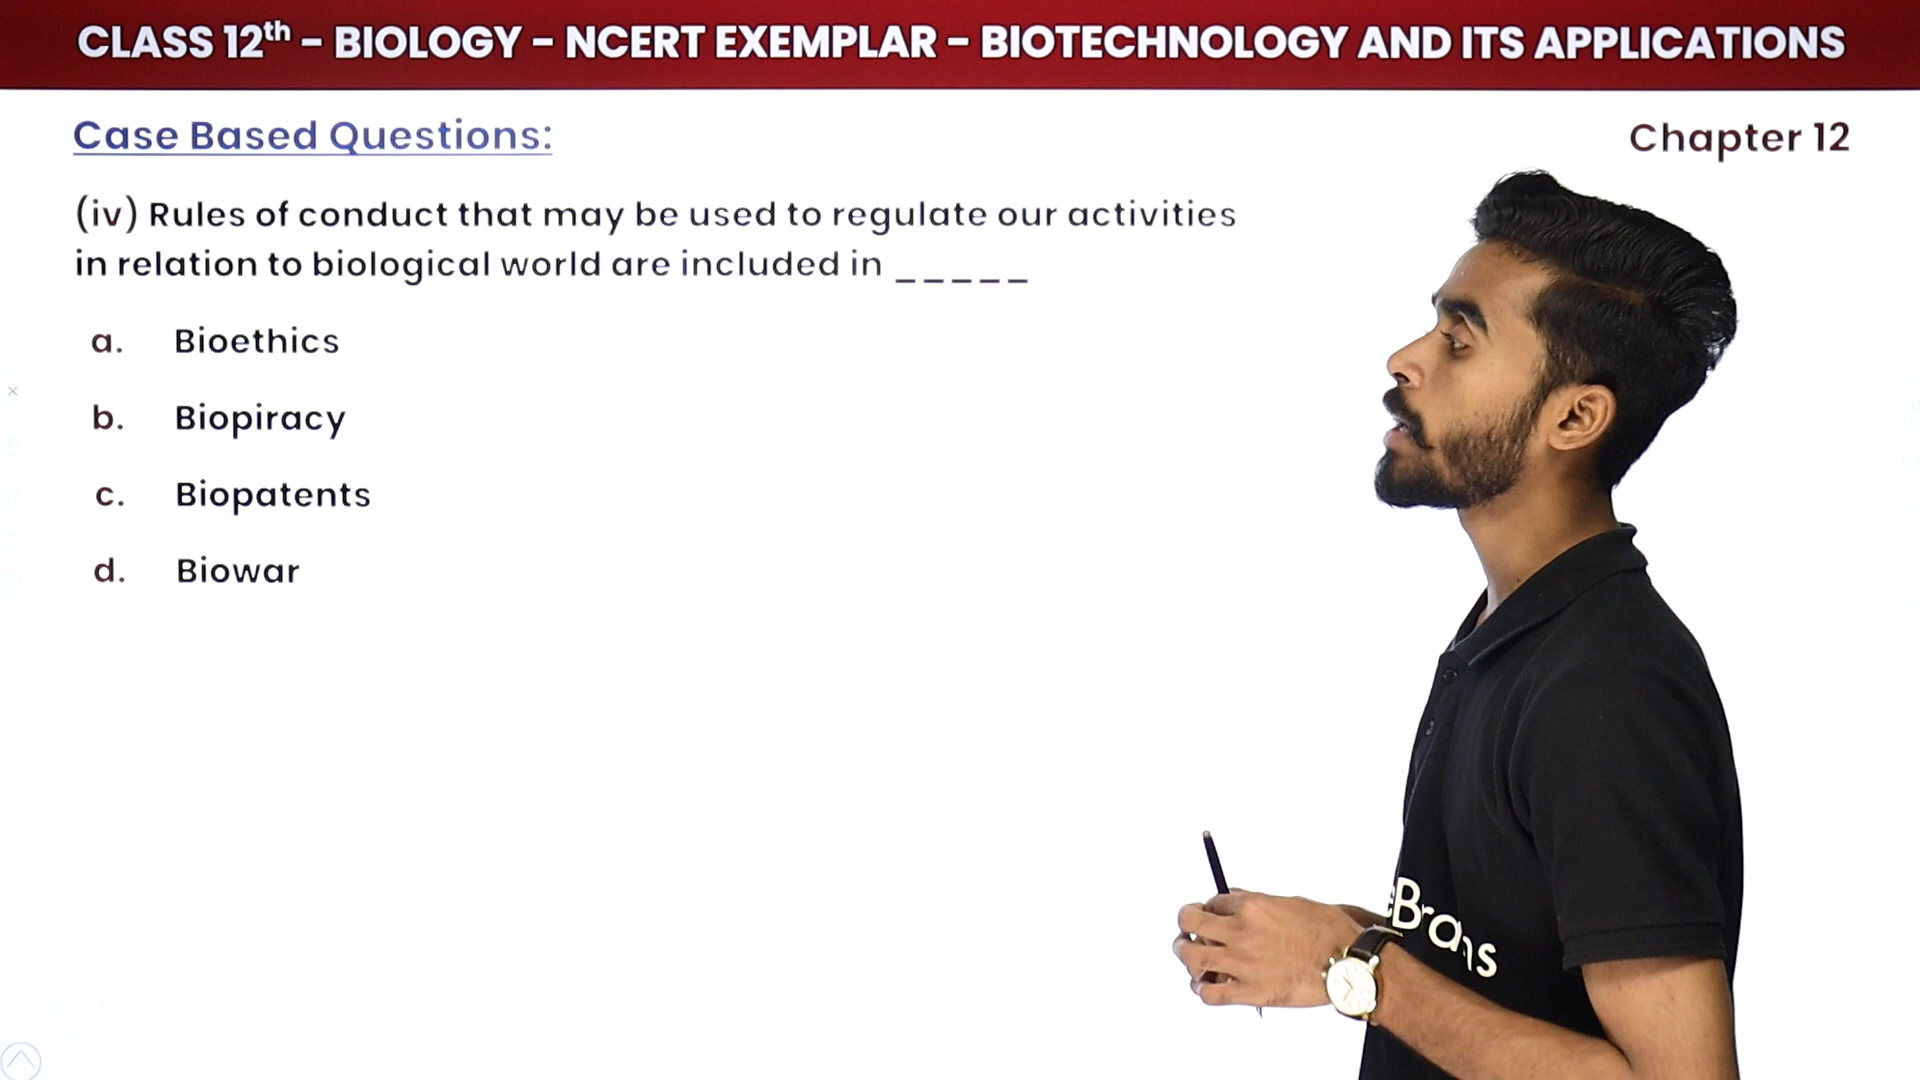 CLASS 12th - BIOLOGY - NCERT EXEMPLAR - BIOTECHNOLOGY AND ITS APPLICATIONS
Case Based Questions:
Chapter 12
(iv) Rules of conduct that may be used to regulate our activities
in relation to biological world are included in _ _ _ _ _
a. Bioethics
b. Biopiracy
c. Biopatents
d. Biowar